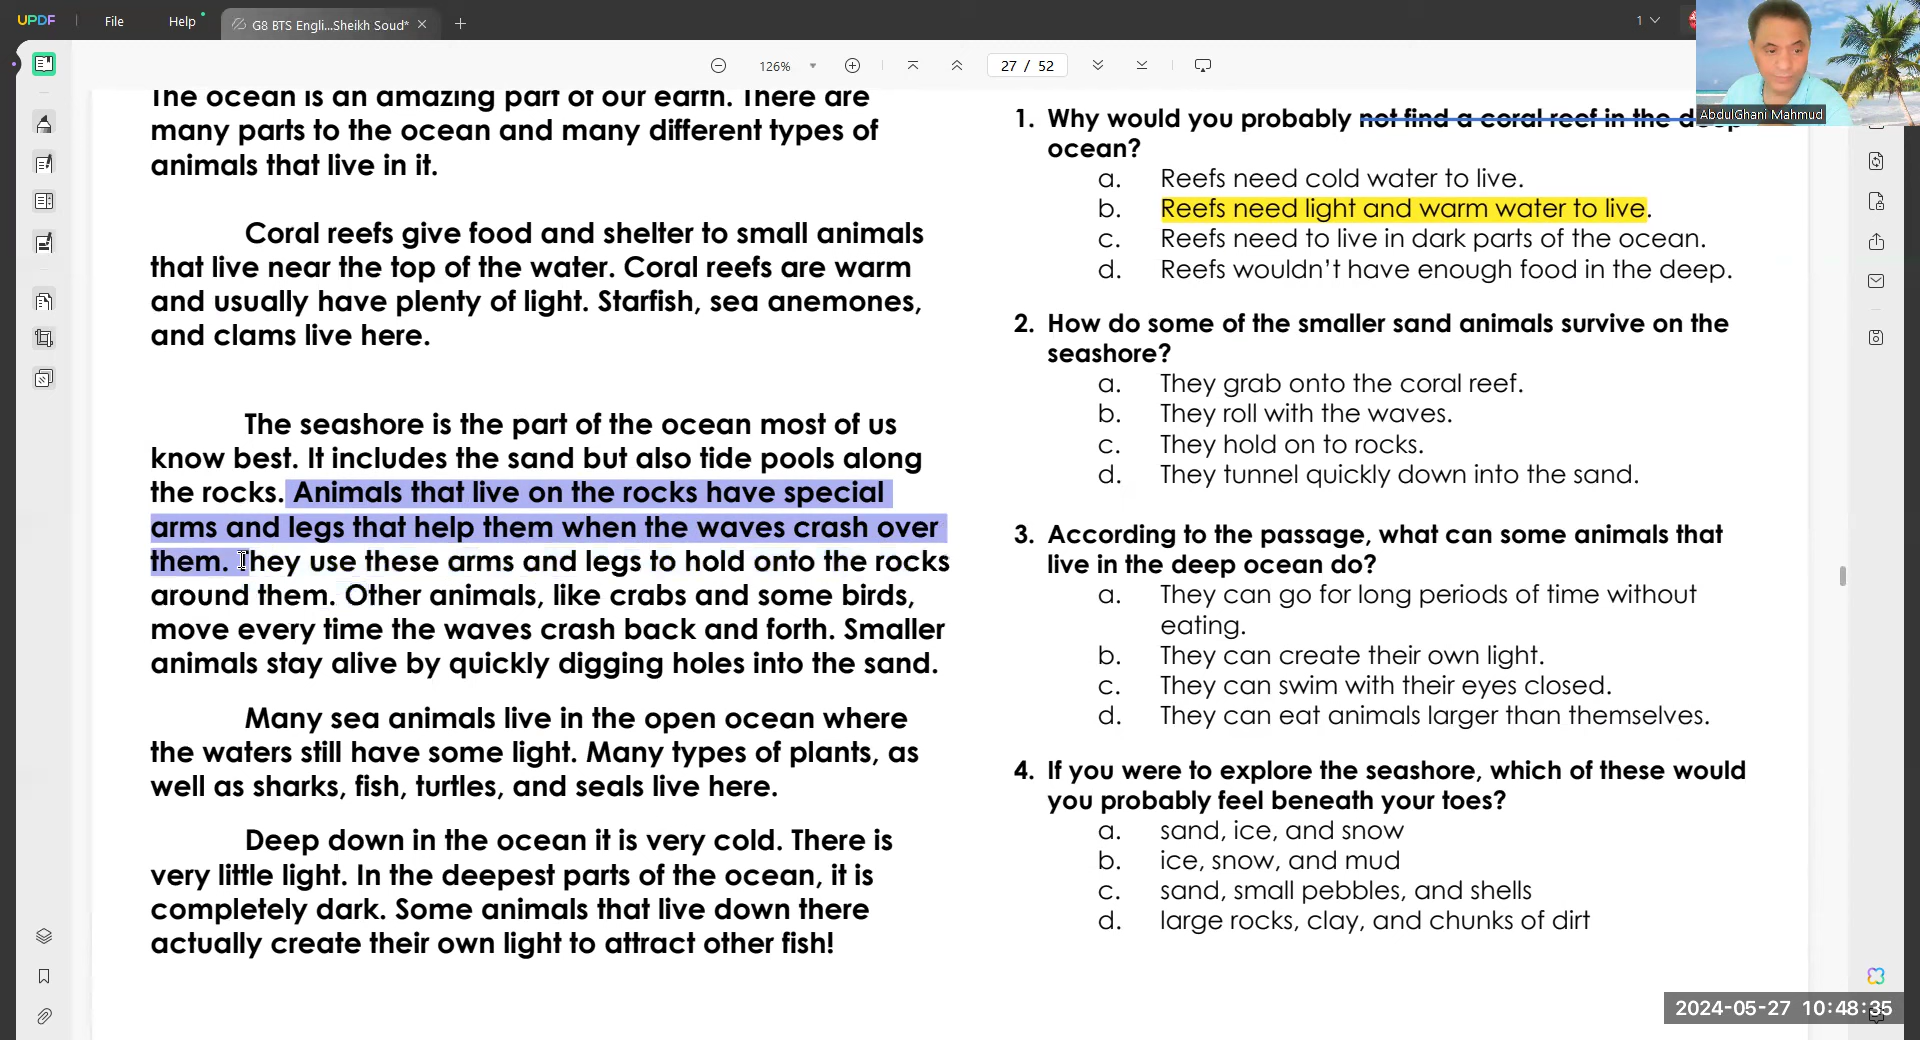 UPDF
File
Help
G8 BTS Engli...Sheikh Soud*
1
126%
27 / 52
The ocean is an amazing part of our earth. There are
many parts to the ocean and many different types of
animals that live in it.
Coral reefs give food and shelter to small animals
that live near the top of the water. Coral reefs are warm
and usually have plenty of light. Starfish, sea anemones,
and clams live here.
The seashore is the part of the ocean most of us
know best. It includes the sand but also tide pools along
the rocks. Animals that live on the rocks have special
arms and legs that help them when the waves crash over
them. They use these arms and legs to hold onto the rocks
around them. Other animals, like crabs and some birds,
move every time the waves crash back and forth. Smaller
animals stay alive by quickly digging holes into the sand.
Many sea animals live in the open ocean where
the waters still have some light. Many types of plants, as
well as sharks, fish, turtles, and seals live here.
Deep down in the ocean it is very cold. There is
very little light. In the deepest parts of the ocean, it is
completely dark. Some animals that live down there
actually create their own light to attract other fish!
1. Why would you probably not find a coral reef in the deep
ocean?
a. Reefs need cold water to live.
b. Reefs need light and warm water to live.
c. Reefs need to live in dark parts of the ocean.
d. Reefs wouldn’t have enough food in the deep.
2. How do some of the smaller sand animals survive on the
seashore?
a. They grab onto the coral reef.
b. They roll with the waves.
c. They hold on to rocks.
d. They tunnel quickly down into the sand.
3. According to the passage, what can some animals that
live in the deep ocean do?
a. They can go for long periods of time without
eating.
b. They can create their own light.
c. They can swim with their eyes closed.
d. They can eat animals larger than themselves.
4. If you were to explore the seashore, which of these would
you probably feel beneath your toes?
a. sand, ice, and snow
b. ice, snow, and mud
c. sand, small pebbles, and shells
d. large rocks, clay, and chunks of dirt
AbdulGhani Mahmud
2024-05-27 10:48:35